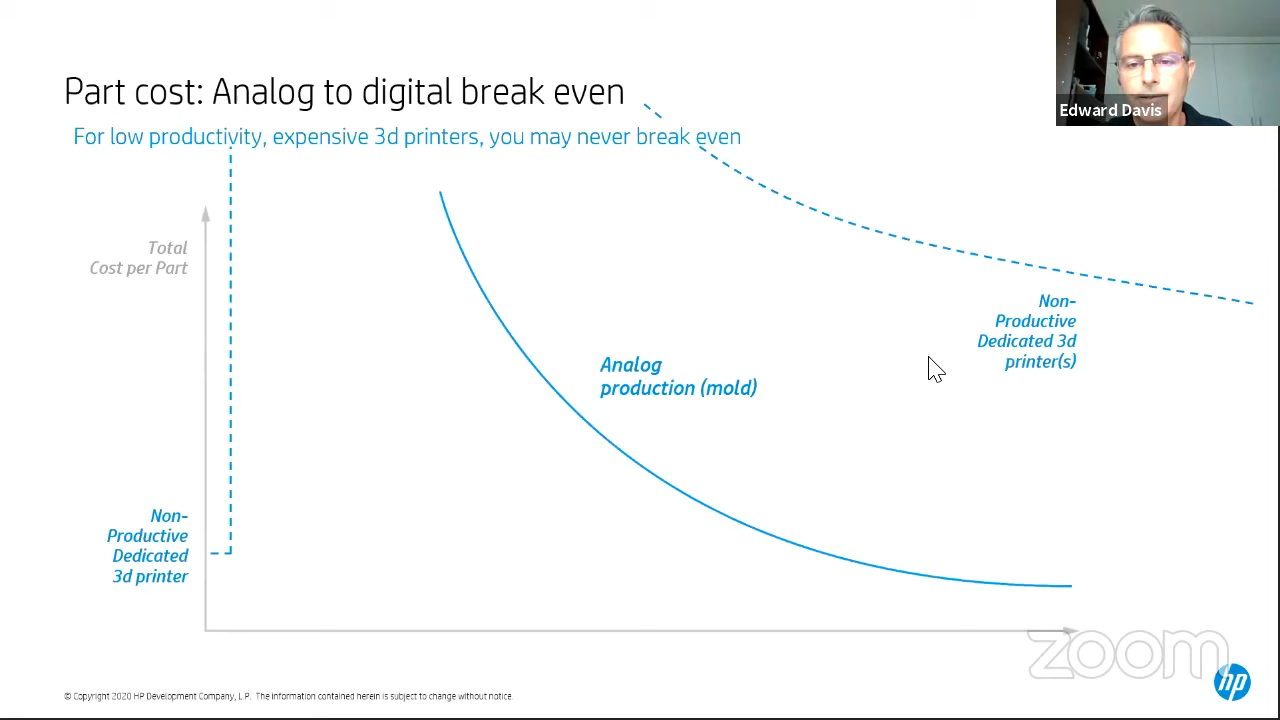 Edward Davis
Part cost: Analog to digital break even
For low productivity, expensive 3d printers, you may never break even
Total
Cost per Part
Non-
Productive
Dedicated 3d
printer(s)
Analog
production (mold)
Non-
Productive
Dedicated
3d printer
zoom
hp
© Copyright 2020 HP Development Company, L.P. The information contained herein is subject to change without notice.